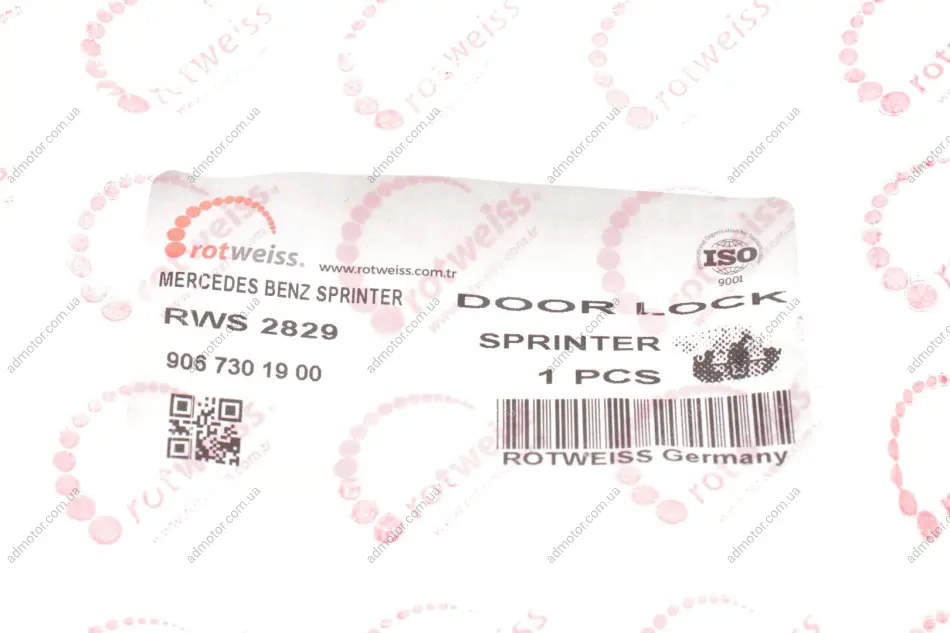 rotweiss.
www.rotweiss.com.tr
MERCEDES BENZ SPRINTER
RWS 2829
906 730 19 00
ISO
9001
DOOR LOCK
SPRINTER
1 PCS
ROTWEISS Germany
admotor.com.ua